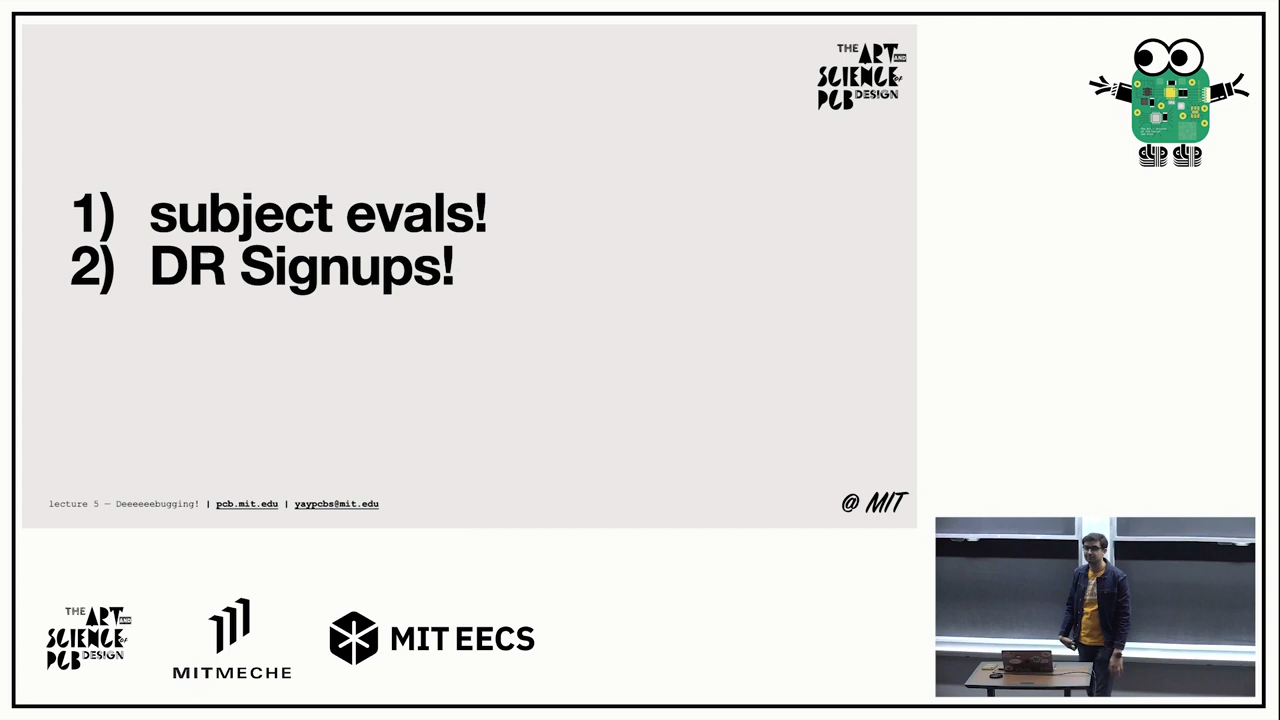 THE ART AND
SCIENCE OF
PCB DESIGN
1) subject evals!
2) DR Signups!
lecture 5 — Deeeeeebugging! | pcb.mit.edu | yaypcbs@mit.edu
@ MIT
THE ART AND
SCIENCE OF
PCB DESIGN
MITMECHE
MIT EECS